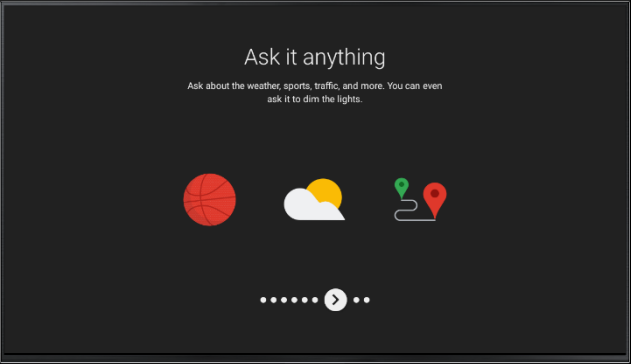 Ask it anything
Ask about the weather, sports, traffic, and more. You can even
ask it to dim the lights.